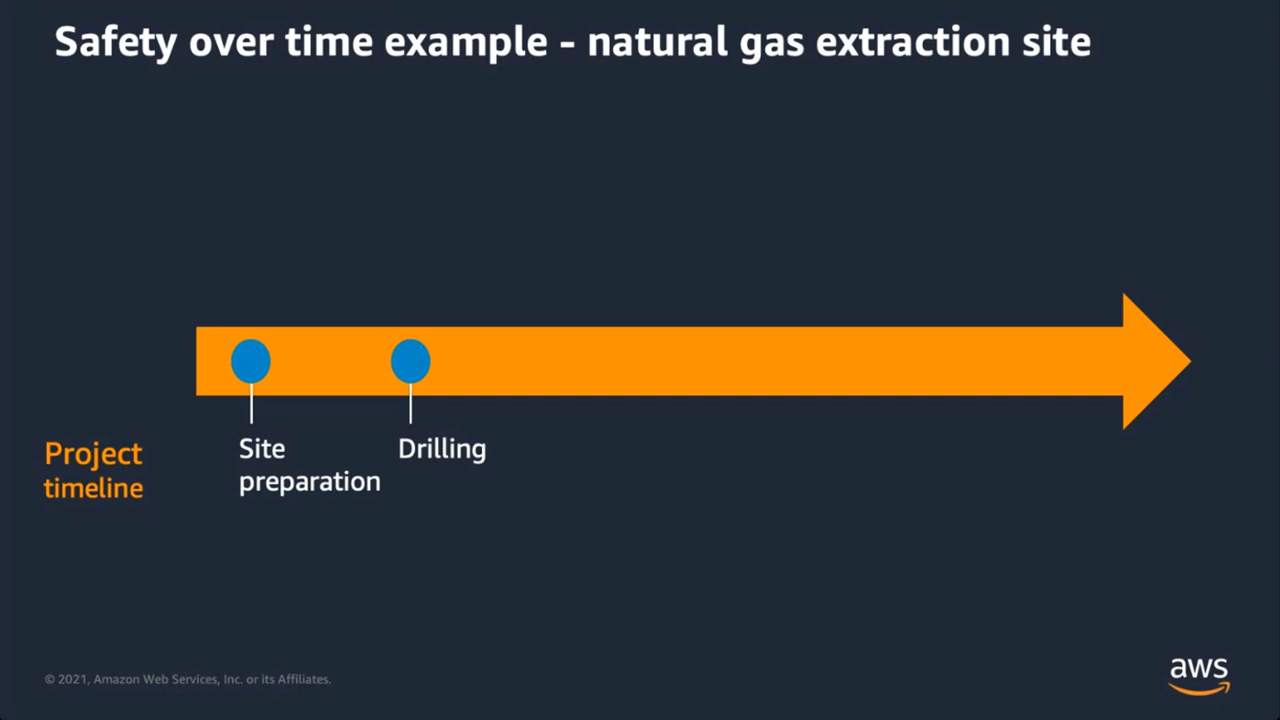 Safety over time example - natural gas extraction site
Site
preparation
Drilling
Project
timeline
© 2021, Amazon Web Services, Inc. or its Affiliates.
aws